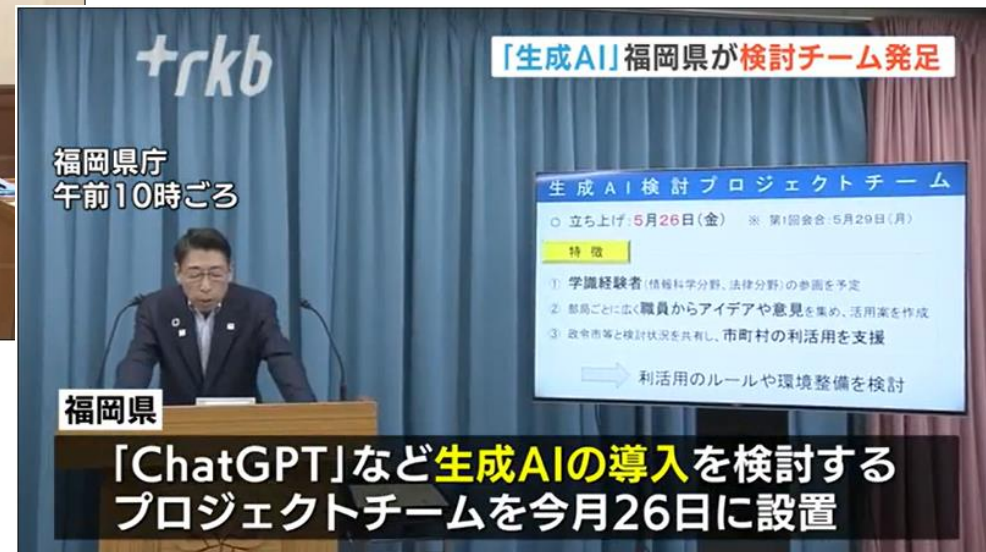 +rkb
「生成AI」福岡県が検討チーム発足
福岡県庁
午前10時ごろ
生成AI検討プロジェクトチーム
○ 立ち上げ:5月26日(金) ※ 第1回会合:5月29日(月)
特徴
① 学識経験者(情報科学分野、法律分野)の参画を予定
② 部局ごとに広く職員からアイデアや意見を集め、活用案を作成
③ 政令市等と検討状況を共有し、市町村の利活用を支援
利活用のルールや環境整備を検討
福岡県
「ChatGPT」など生成AIの導入を検討する
プロジェクトチームを今月26日に設置